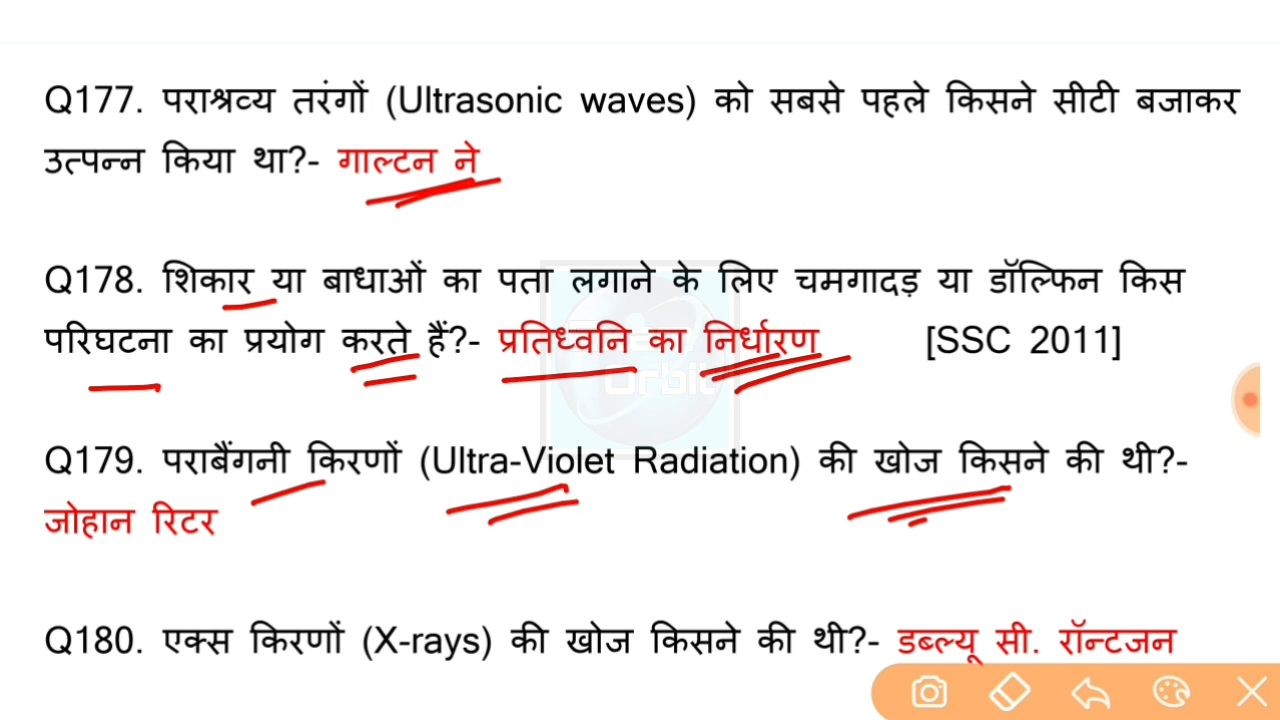 Q177. पराश्रव्य तरंगों (Ultrasonic waves) को सबसे पहले किसने सीटी बजाकर
उत्पन्न किया था?- गाल्टन ने
Q178. शिकार या बाधाओं का पता लगाने के लिए चमगादड़ या डॉल्फिन किस
परिघटना का प्रयोग करते हैं?- प्रतिध्वनि का निर्धारण [SSC 2011]
Orbit
Q179. पराबैंगनी किरणों (Ultra-Violet Radiation) की खोज किसने की थी?-
जोहान रिटर
Q180. एक्स किरणों (X-rays) की खोज किसने की थी?- डब्ल्यू सी. रॉन्टजन